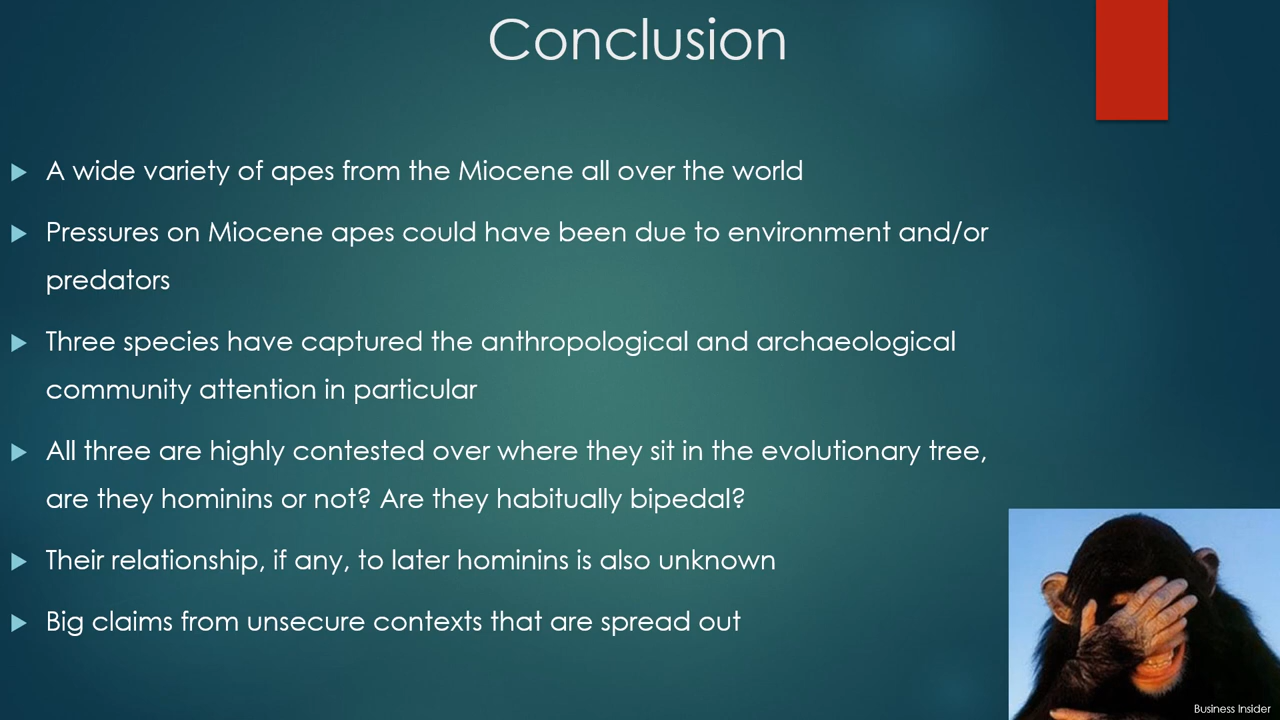 Conclusion
A wide variety of apes from the Miocene all over the world
Pressures on Miocene apes could have been due to environment and/or
predators
Three species have captured the anthropological and archaeological
community attention in particular
All three are highly contested over where they sit in the evolutionary tree,
are they hominins or not? Are they habitually bipedal?
Their relationship, if any, to later hominins is also unknown
Big claims from unsecure contexts that are spread out
Business Insider